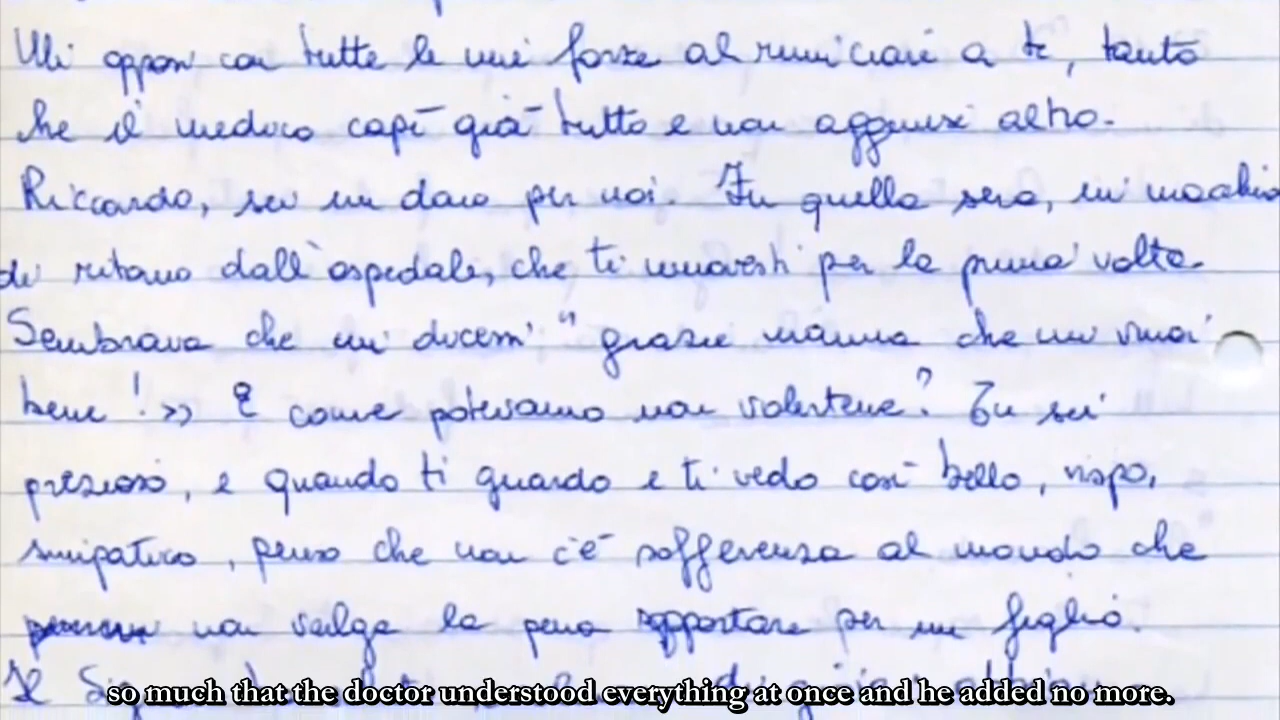 Mi opposi con tutte le mie forze al rinunciare a te, tanto
che il medico capì già tutto e non aggiunse altro.
Riccardo, sei un dono per noi. Fu quella sera, in macchina
di ritorno dall'ospedale, che ti muovesti per la prima volta.
Sembrava che mi dicessi "grazie mamma che mi vuoi
bene!>> E come potevamo non volertene? Tu sei
prezioso, e quando ti guardo e ti vedo così bello, vispo,
simpatico, penso che non c'è sofferenza al mondo che
non valga la pena sopportare per un figlio.
Il
so much that the doctor understood everything at once and he added no more.